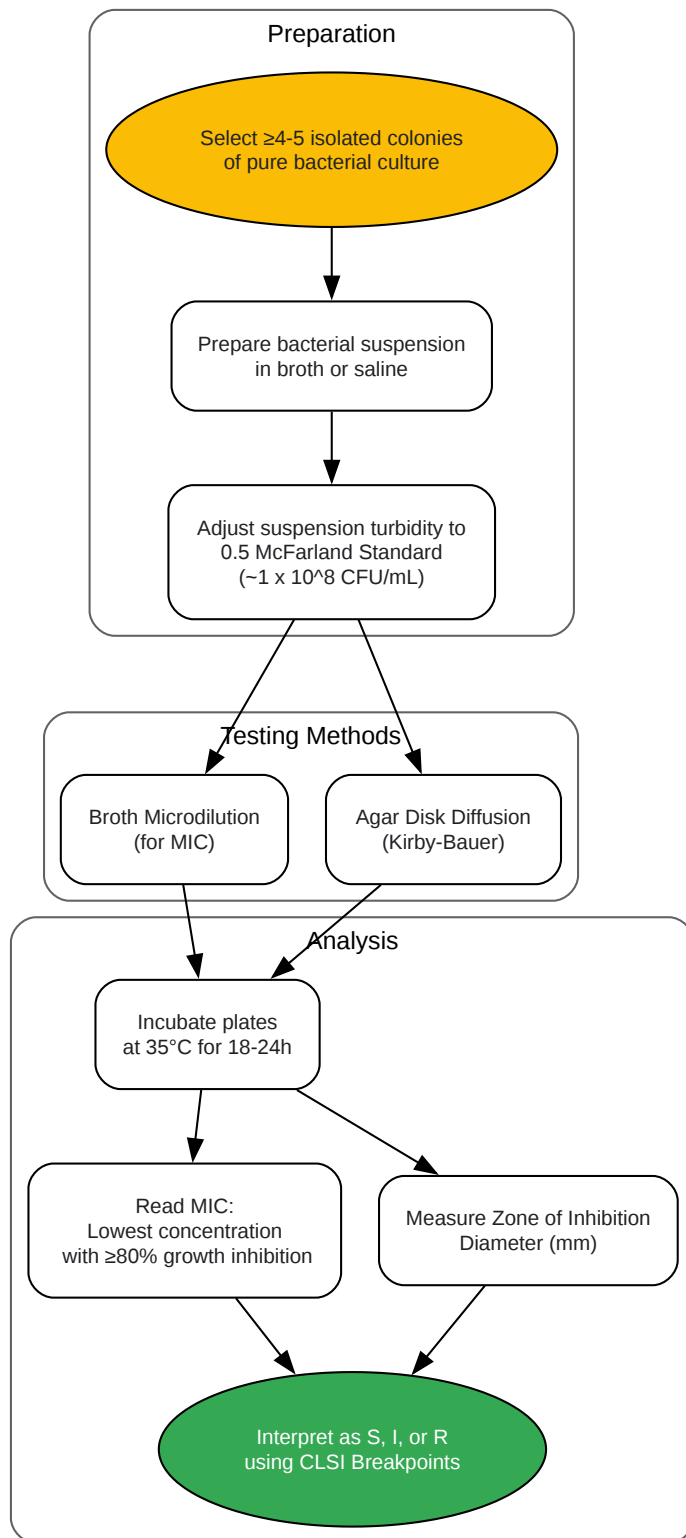 Preparation
Select ≥4-5 isolated colonies
of pure bacterial culture
Prepare bacterial suspension
in broth or saline
Adjust suspension turbidity to
0.5 McFarland Standard
(~1 x 10^8 CFU/mL)
Testing Methods
Broth Microdilution
(for MIC)
Agar Disk Diffusion
(Kirby-Bauer)
Analysis
Incubate plates
at 35°C for 18-24h
Read MIC:
Lowest concentration
with ≥80% growth inhibition
Measure Zone of Inhibition
Diameter (mm)
Interpret as S, I, or R
using CLSI Breakpoints